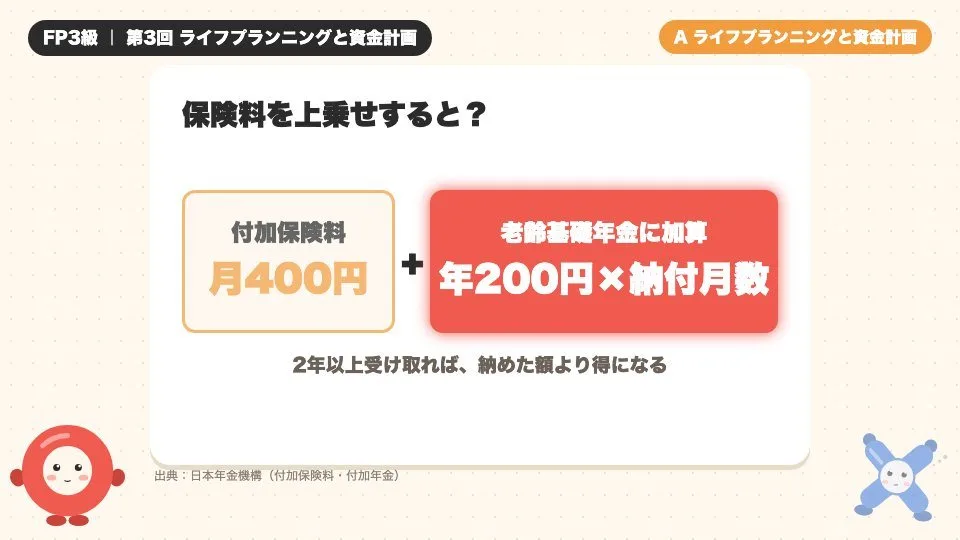 FP3級 | 第3回 ライフプランニングと資金計画
A ライフプランニングと資金計画
保険料を上乗せすると？
付加保険料
月400円
+
老齢基礎年金に加算
年200円×納付月数
2年以上受け取れば、納めた額より得になる
出典：日本年金機構（付加保険料・付加年金）